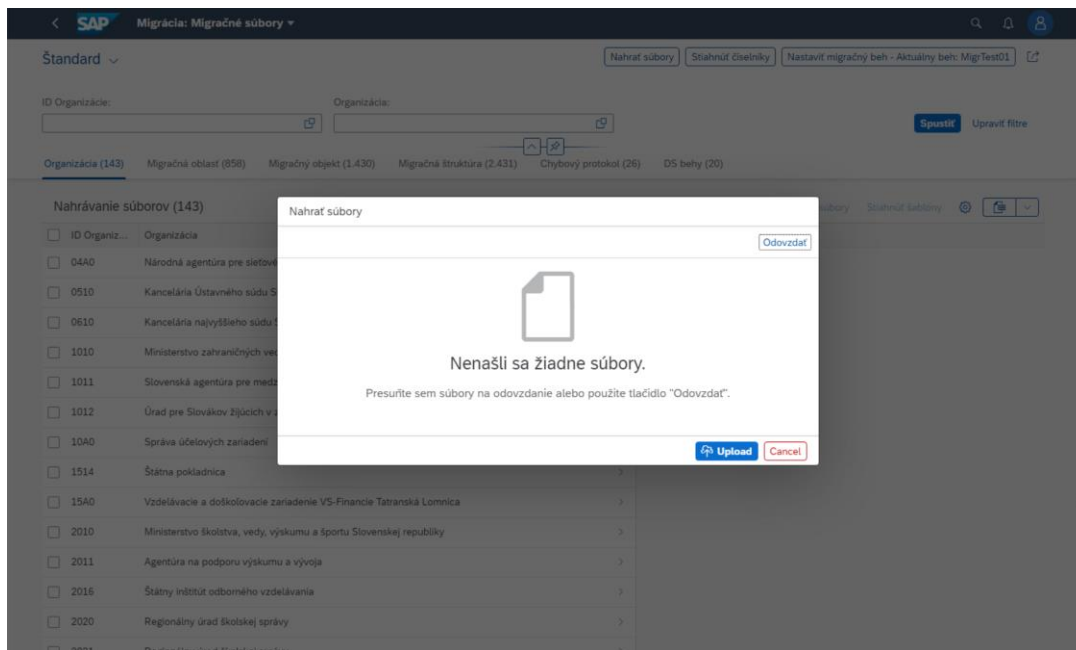 SAP Migrácia: Migračné súbory
Štandard
Nahrať súbory Stiahnúť číselníky Nastaviť migračný beh - Aktuálny beh: MigrTest01
ID Organizácie: Organizácia:
Spustiť Upraviť filtre
Organizácia (143) Migračná oblasť (858) Migračný objekt (1.430) Migračná štruktúra (2.431) Chybový protokol (26) DS behy (20)
Nahrávanie súborov (143)
súbory Stiahnúť šablóny
ID Organiz... Organizácia
04A0 Národná agentúra pre sieťové
0510 Kancelária Ústavného súdu
0610 Kancelária najvyššieho súdu
1010 Ministerstvo zahraničných
1011 Slovenská agentúra pre
1012 Úrad pre Slovákov žijúcich v
10A0 Správa účelových zariadení
1514 Štátna pokladnica
15A0 Vzdelávacie a doškoľovacie zariadenie VS-Financie Tatranská Lomnica
2010 Ministerstvo školstva, vedy, výskumu a športu Slovenskej republiky
2011 Agentúra na podporu výskumu a vývoja
2016 Štátny inštitút odborného vzdelávania
2020 Regionálny úrad školskej správy
Nahrať súbory
Odovzdať
Nenašli sa žiadne súbory.
Presuňte sem súbory na odovzdanie alebo použite tlačidlo "Odovzdať".
Upload Cancel